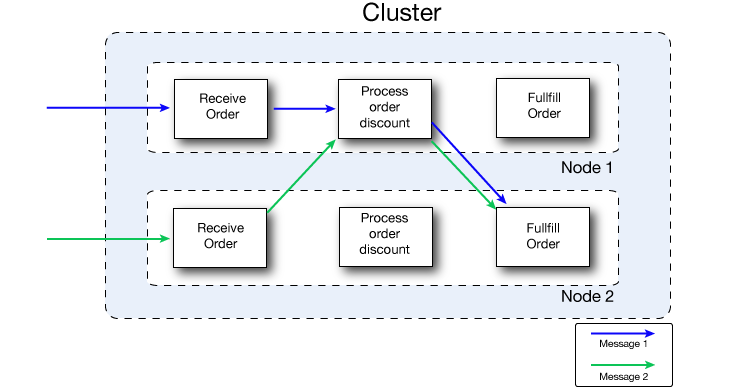 Cluster
Receive
Order
Process
order
discount
Fullfill
Order
Node 1
Receive
Order
Process
order
discount
Fullfill
Order
Node 2
Message 1
Message 2